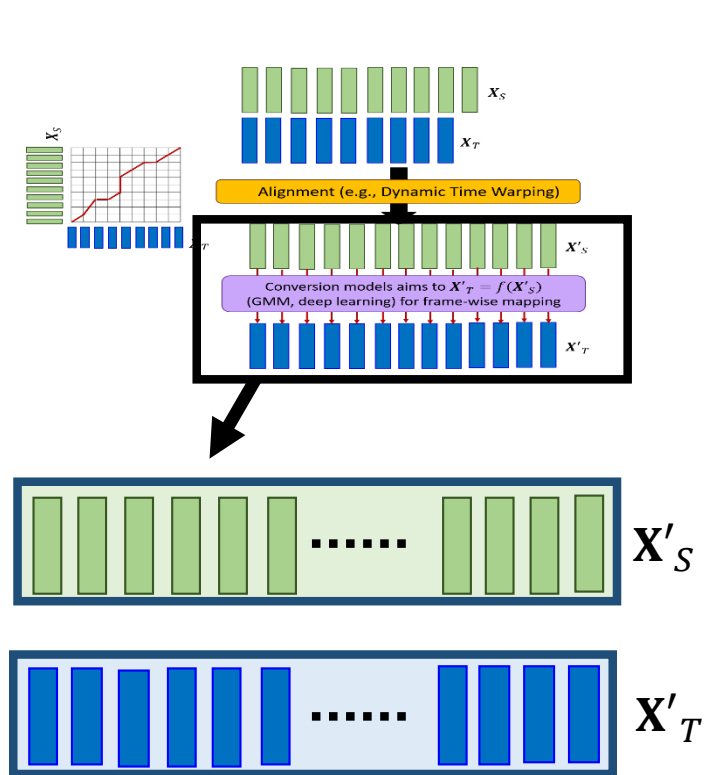 X_S
X_T
X_S
Alignment (e.g., Dynamic Time Warping)
X'_S
Conversion models aims to X'_T = f(X'_S)
(GMM, deep learning) for frame-wise mapping
X'_T
......
X'_S
......
X'_T